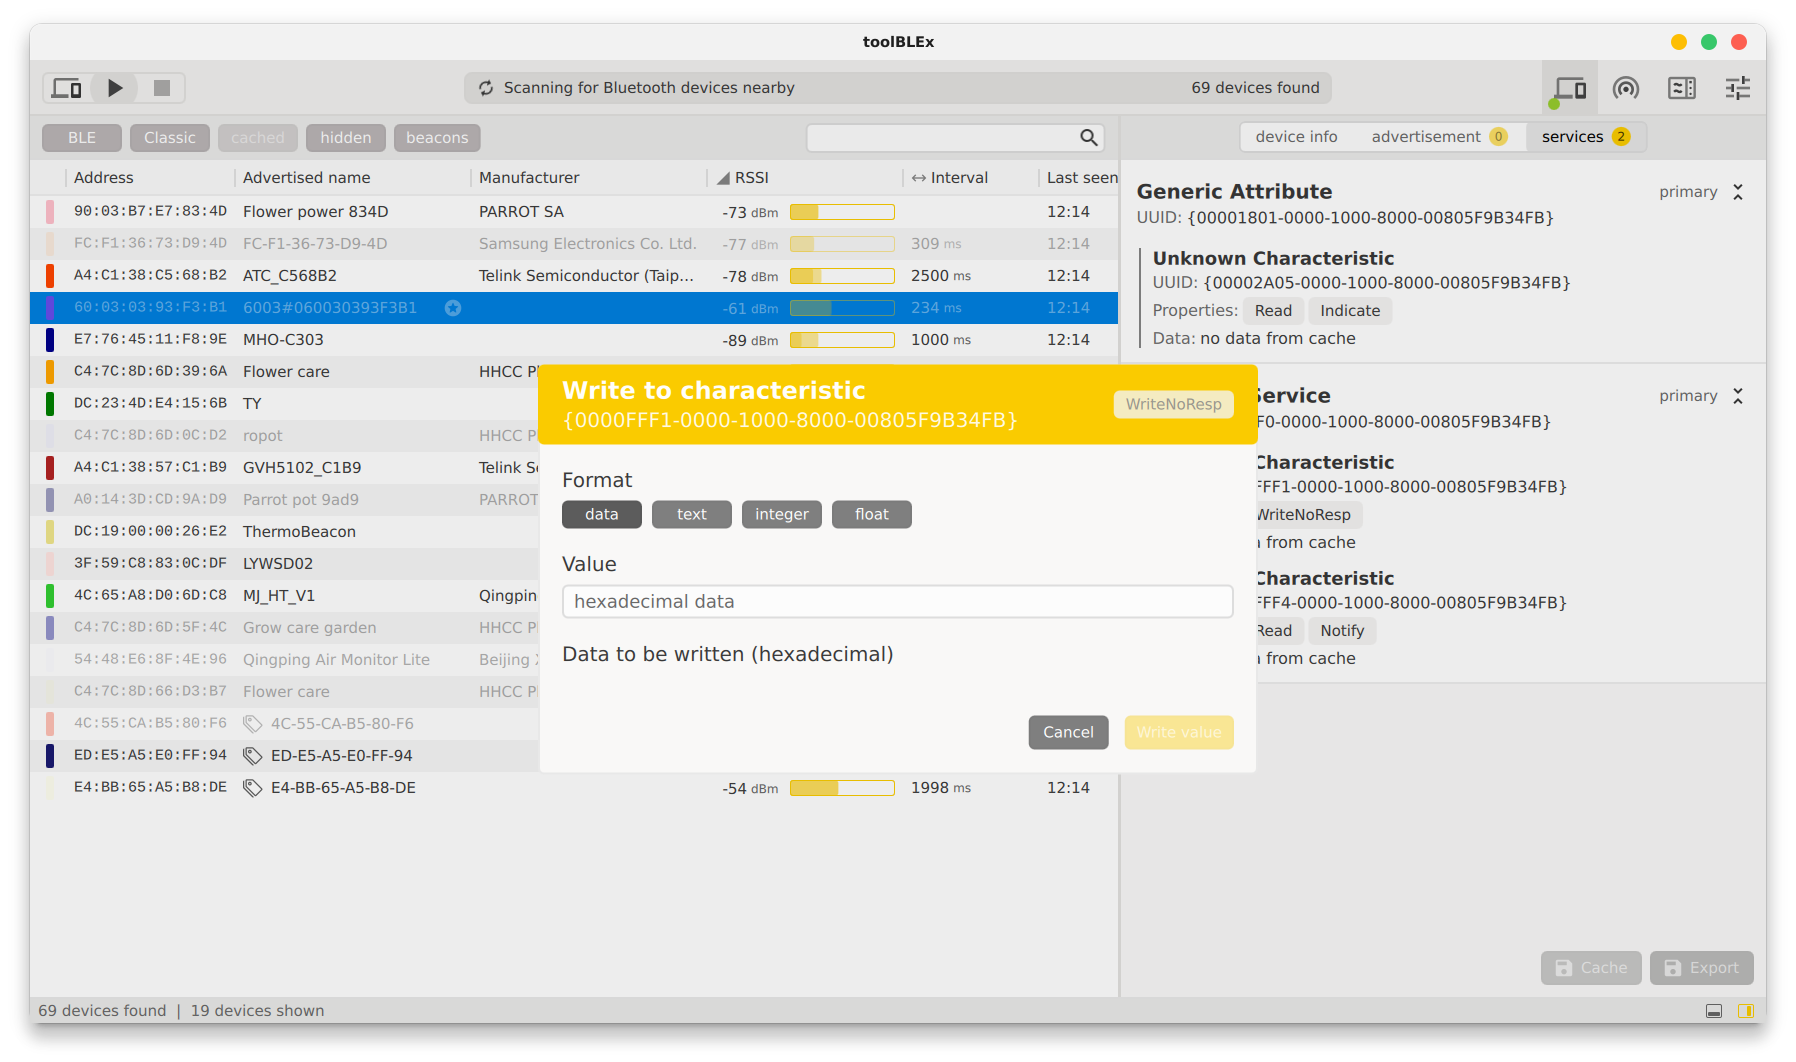 toolBLEx
Scanning for Bluetooth devices nearby 69 devices found
BLE Classic cached hidden beacons
device info advertisement 0 services 2
Address Advertised name Manufacturer RSSI Interval Last seen
90:03:B7:E7:83:4D Flower power 834D PARROT SA -73 dBm 12:14
FC:F1:36:73:D9:4D FC-F1-36-73-D9-4D Samsung Electronics Co. Ltd. -77 dBm 309 ms 12:14
A4:C1:38:C5:68:B2 ATC_C568B2 Telink Semiconductor (Taip... -78 dBm 2500 ms 12:14
60:03:03:93:F3:B1 6003#060030393F3B1 -61 dBm 234 ms 12:14
E7:76:45:11:F8:9E MHO-C303 -89 dBm 1000 ms 12:14
C4:7C:8D:6D:39:6A Flower care HHCC P
DC:23:4D:E4:15:6B TY
C4:7C:8D:6D:0C:D2 ropot HHCC P
A4:C1:38:57:C1:B9 GVH5102_C1B9 Telink S
A0:14:3D:CD:9A:D9 Parrot pot 9ad9 PARROT
DC:19:00:00:26:E2 ThermoBeacon
3F:59:C8:83:0C:DF LYWSD02
4C:65:A8:D0:6D:C8 MJ_HT_V1 Qingpin
C4:7C:8D:6D:5F:4C Grow care garden HHCC P
54:48:E6:8F:4E:96 Qingping Air Monitor Lite Beijing
C4:7C:8D:66:D3:B7 Flower care HHCC P
4C:55:CA:B5:80:F6 4C-55-CA-B5-80-F6
ED:E5:A5:E0:FF:94 ED-E5-A5-E0-FF-94
E4:BB:65:A5:B8:DE E4-BB-65-A5-B8-DE -54 dBm 1998 ms 12:14
Write to characteristic
{0000FFF1-0000-1000-8000-00805F9B34FB}
WriteNoResp
Format
data text integer float
Value
hexadecimal data
Data to be written (hexadecimal)
Cancel Write value
Generic Attribute primary
UUID: {00001801-0000-1000-8000-00805F9B34FB}
Unknown Characteristic
UUID: {00002A05-0000-1000-8000-00805F9B34FB}
Properties: Read Indicate
Data: no data from cache
Service primary
F0-0000-1000-8000-00805F9B34FB}
Characteristic
FFF1-0000-1000-8000-00805F9B34FB}
WriteNoResp
from cache
Characteristic
FFF4-0000-1000-8000-00805F9B34FB}
Read Notify
from cache
Cache Export
69 devices found | 19 devices shown